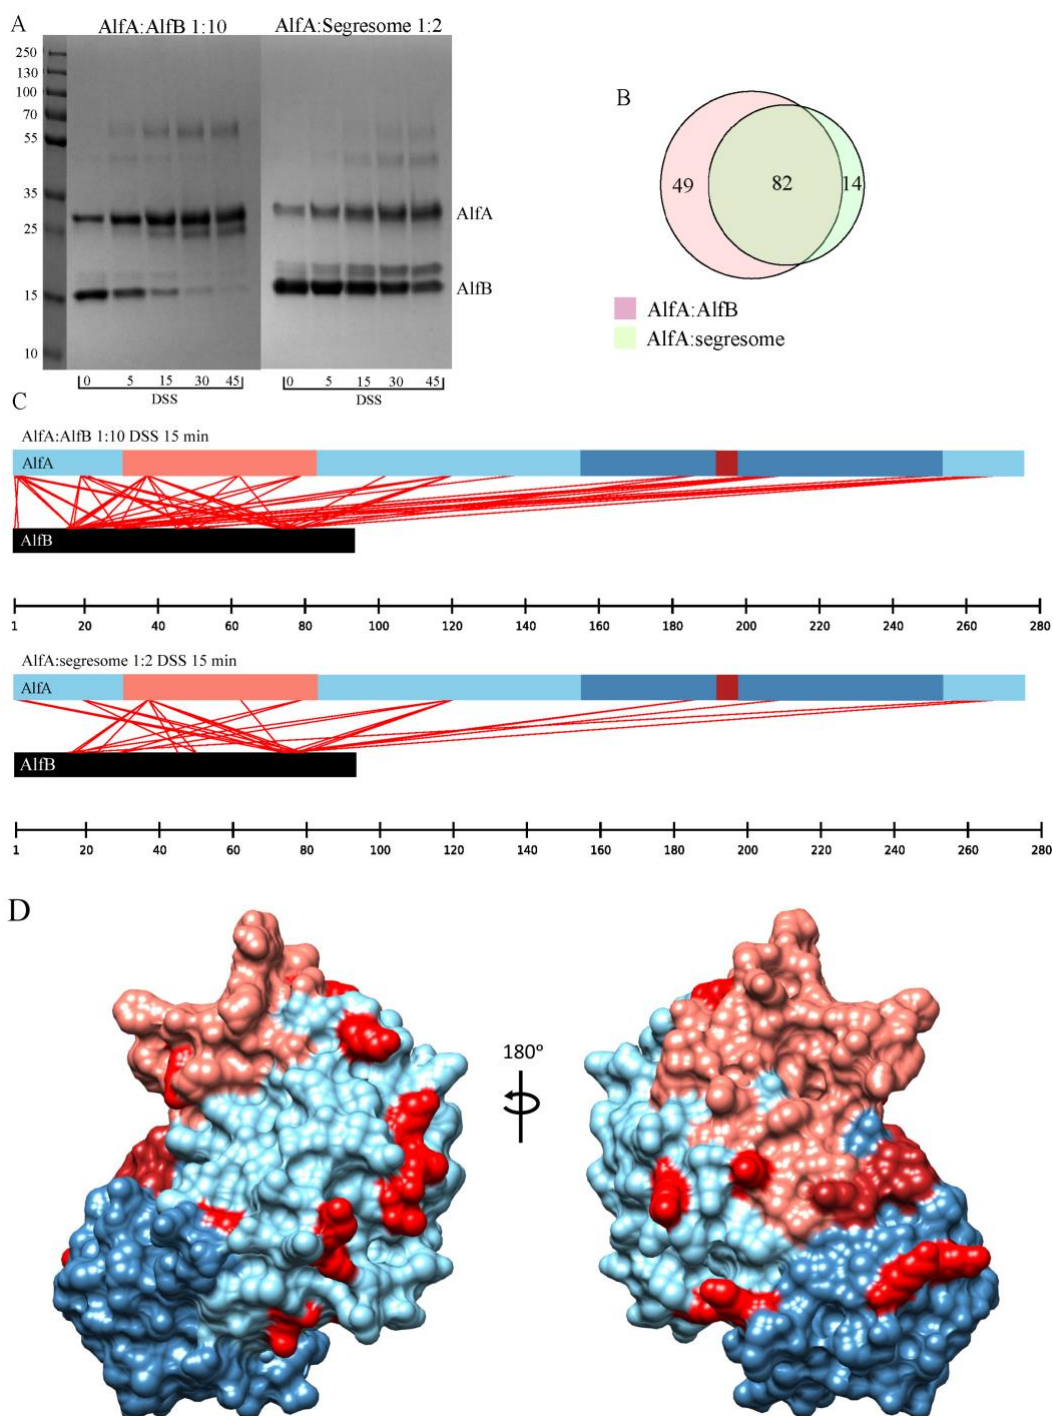 A
AlfA:AlfB 1:10
AlfA:Segresome 1:2
250
130
100
70
55
35
25
15
10
AlfA
AlfB
0 5 15 30 45
DSS
0 5 15 30 45
DSS
B
49 82 14
AlfA:AlfB
AlfA:segresome
C
AlfA:AlfB 1:10 DSS 15 min
AlfA
AlfB
1 20 40 60 80 100 120 140 160 180 200 220 240 260 280
AlfA:segresome 1:2 DSS 15 min
AlfA
AlfB
1 20 40 60 80 100 120 140 160 180 200 220 240 260 280
D
180º